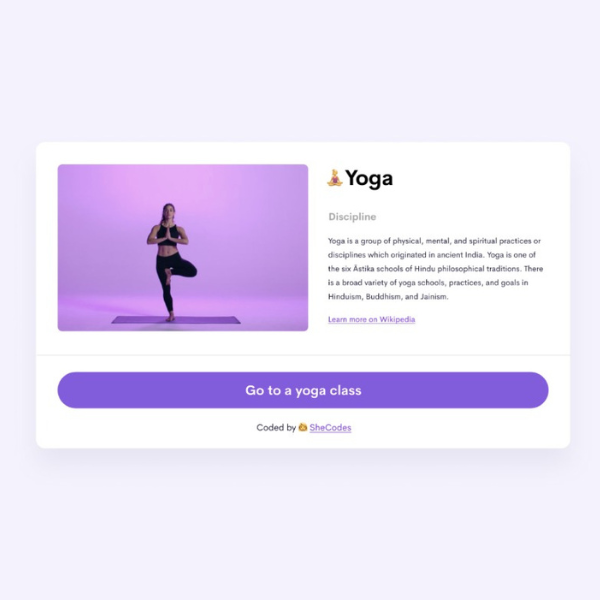 Yoga
Discipline
Yoga is a group of physical, mental, and spiritual practices or
disciplines which originated in ancient India. Yoga is one of
the six Āstika schools of Hindu philosophical traditions. There
is a broad variety of yoga schools, practices, and goals in
Hinduism, Buddhism, and Jainism.
Learn more on Wikipedia
Go to a yoga class
Coded by 👩 SheCodes